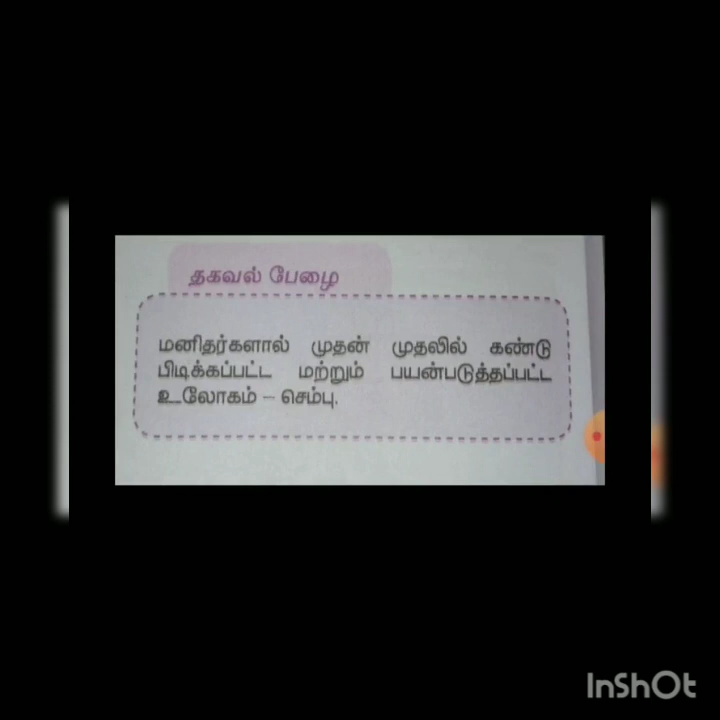 தகவல் பேழை
மனிதர்களால் முதன் முதலில் கண்டு
பிடிக்கப்பட்ட மற்றும் பயன்படுத்தப்பட்ட
உலோகம் – செம்பு.
InShOt